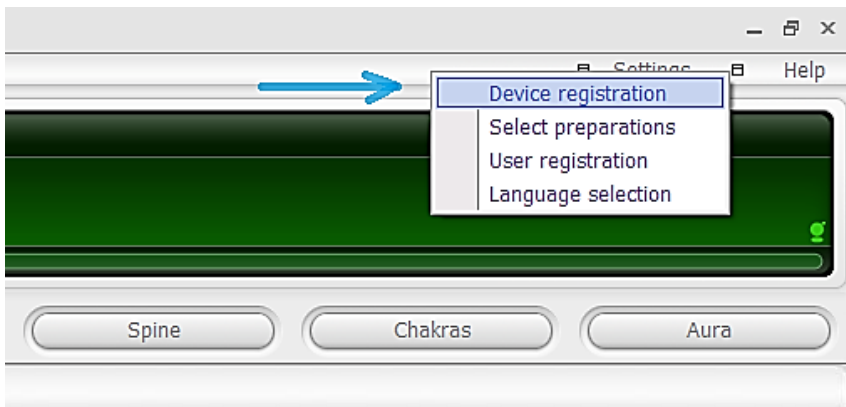 Settings Help
Device registration
Select preparations
User registration
Language selection
Spine Chakras Aura